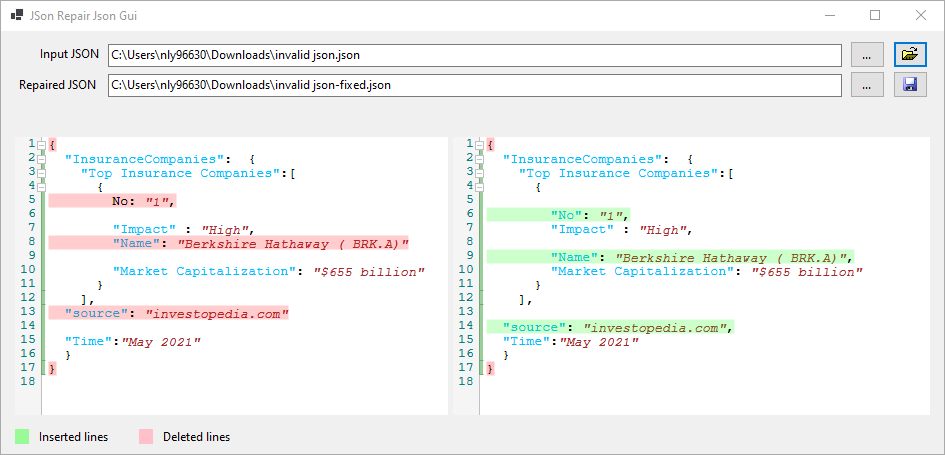 JSon Repair Json Gui
Input JSON C:\Users\nly96630\Downloads\invalid json.json ...
Repaired JSON C:\Users\nly96630\Downloads\invalid json-fixed.json ...
1 {
2 "InsuranceCompanies": {
3 "Top Insurance Companies":[
4 {
5 No: "1",
6
7 "Impact" : "High",
8 "Name": "Berkshire Hathaway ( BRK.A)"
9
10 "Market Capitalization": "$655 billion"
11 }
12 ],
13 "source": "investopedia.com"
14
15 "Time":"May 2021"
16 }
17 }
18
1 {
2 "InsuranceCompanies": {
3 "Top Insurance Companies":[
4 {
5
6 "No": "1",
7 "Impact" : "High",
8
9 "Name": "Berkshire Hathaway ( BRK.A)",
10 "Market Capitalization": "$655 billion"
11 }
12 ],
13
14 "source": "investopedia.com",
15 "Time":"May 2021"
16 }
17 }
18
Inserted lines Deleted lines